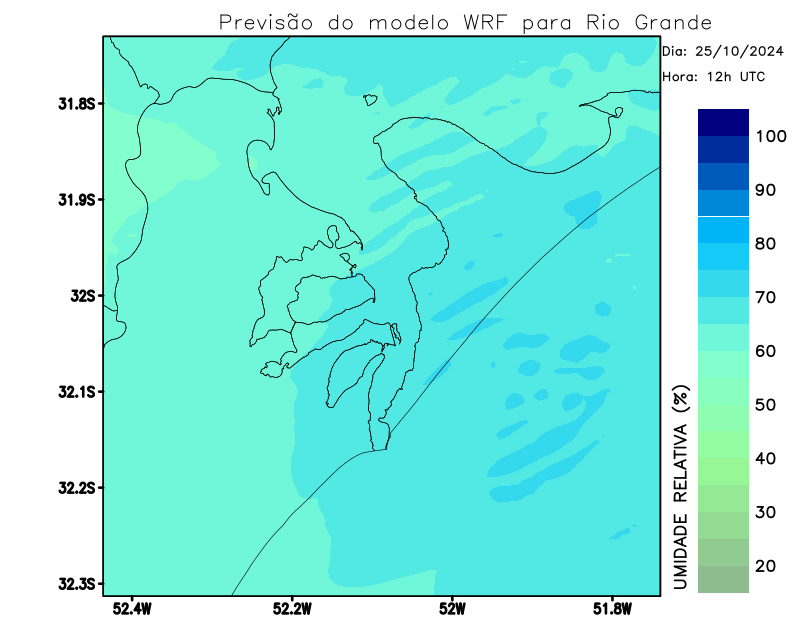 Previsão do modelo WRF para Rio Grande
Dia: 25/10/2024
Hora: 12h UTC
31.8S
31.9S
32S
32.1S
32.2S
32.3S
52.4W
52.2W
52W
51.8W
UMIDADE RELATIVA (%)
100
90
80
70
60
50
40
30
20